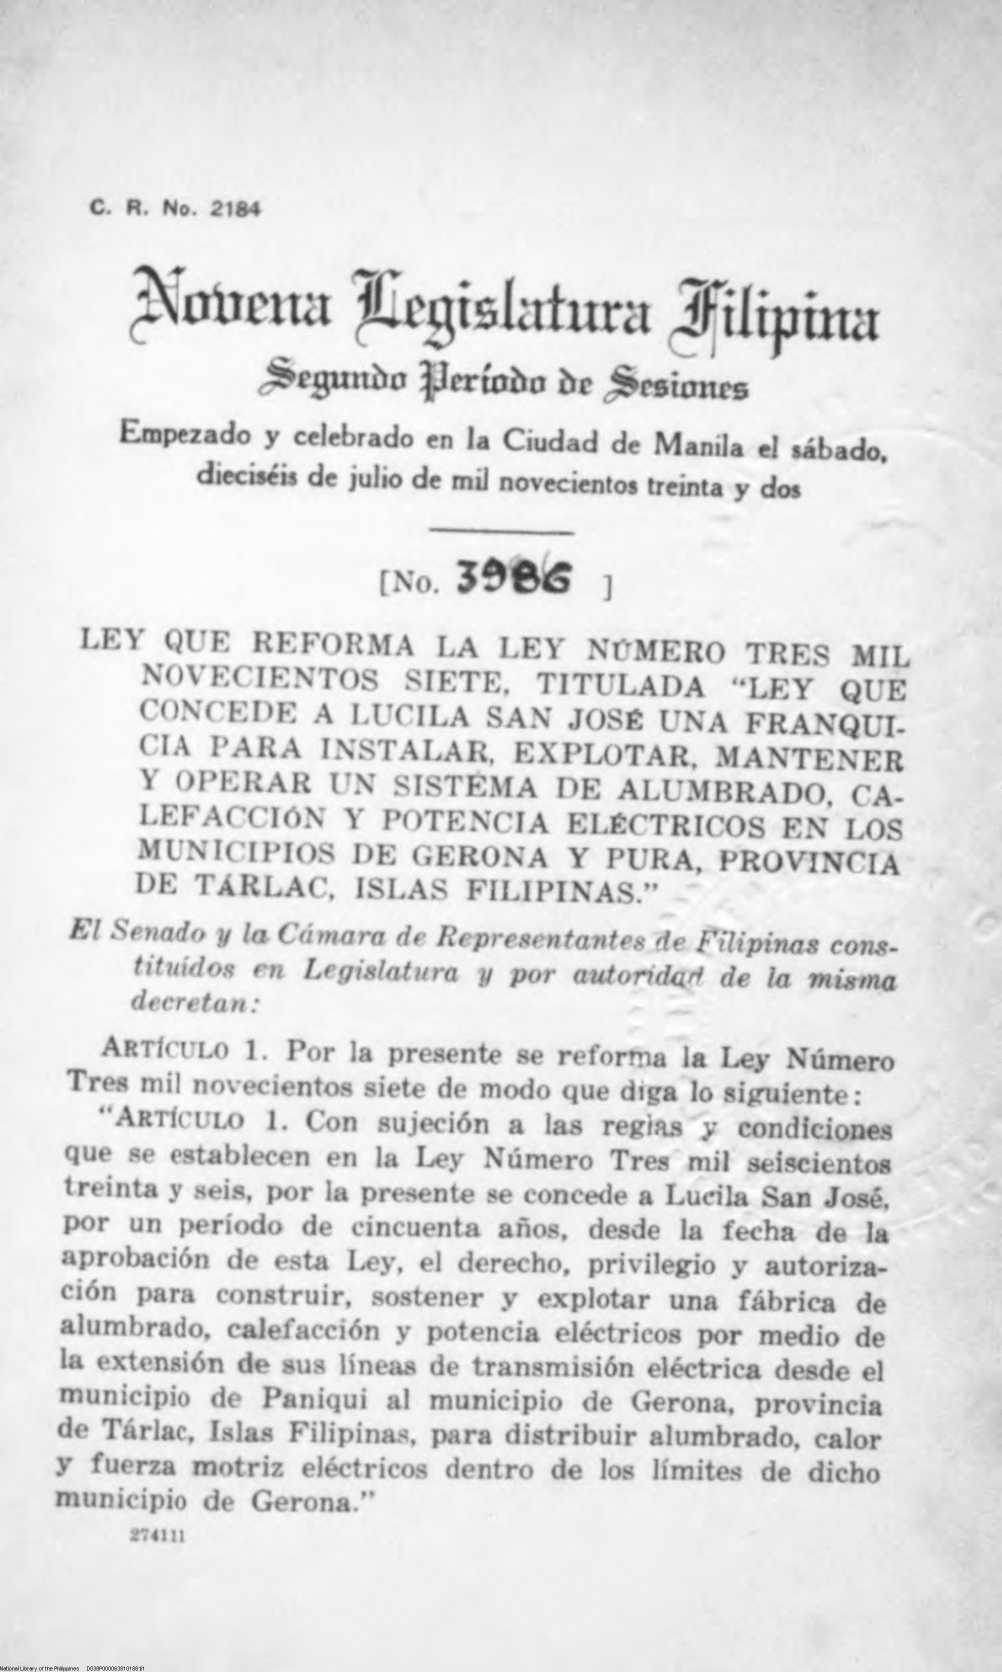 C. R. No. 2184
Novena Legislatura Filipina
Segundo Período de Sesiones
Empezado y celebrado en la Ciudad de Manila el sábado,
dieciséis de julio de mil novecientos treinta y dos
[No. 3986 ]
LEY QUE REFORMA LA LEY NÚMERO TRES MIL
NOVECIENTOS SIETE, TITULADA “LEY QUE
CONCEDE A LUCILA SAN JOSÉ UNA FRANQUI-
CIA PARA INSTALAR, EXPLOTAR, MANTENER
Y OPERAR UN SISTÉMA DE ALUMBRADO, CA-
LEFACCIÓN Y POTENCIA ELÉCTRICOS EN LOS
MUNICIPIOS DE GERONA Y PURA, PROVINCIA
DE TÁRLAC, ISLAS FILIPINAS.”
El Senado y la Cámara de Representantes de Filipinas cons-
tituídos en Legislatura y por autoridad de la misma
decretan:
ARTÍCULO 1. Por la presente se reforma la Ley Número
Tres mil novecientos siete de modo que diga lo siguiente:
“ARTÍCULO 1. Con sujeción a las reglas y condiciones
que se establecen en la Ley Número Tres mil seiscientos
treinta y seis, por la presente se concede a Lucila San José,
por un período de cincuenta años, desde la fecha de la
aprobación de esta Ley, el derecho, privilegio y autoriza-
ción para construir, sostener y explotar una fábrica de
alumbrado, calefacción y potencia eléctricos por medio de
la extensión de sus líneas de transmisión eléctrica desde el
municipio de Paniqui al municipio de Gerona, provincia
de Tárlac, Islas Filipinas, para distribuir alumbrado, calor
y fuerza motriz eléctricos dentro de los límites de dicho
municipio de Gerona.”
274111
National Library of the Philippines